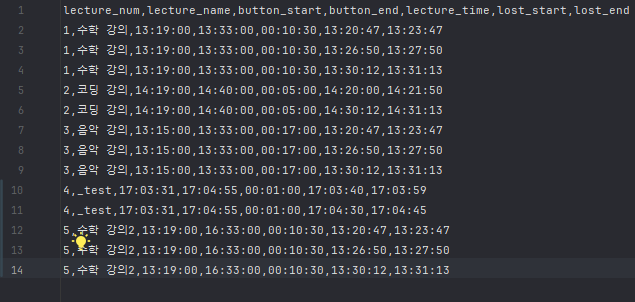 1 lecture_num,lecture_name,button_start,button_end,lecture_time,lost_start,lost_end
2 1,수학 강의,13:19:00,13:33:00,00:10:30,13:20:47,13:23:47
3 1,수학 강의,13:19:00,13:33:00,00:10:30,13:26:50,13:27:50
4 1,수학 강의,13:19:00,13:33:00,00:10:30,13:30:12,13:31:13
5 2,코딩 강의,14:19:00,14:40:00,00:05:00,14:20:00,14:21:50
6 2,코딩 강의,14:19:00,14:40:00,00:05:00,14:30:12,14:31:13
7 3,음악 강의,13:15:00,13:33:00,00:17:00,13:20:47,13:23:47
8 3,음악 강의,13:15:00,13:33:00,00:17:00,13:26:50,13:27:50
9 3,음악 강의,13:15:00,13:33:00,00:17:00,13:30:12,13:31:13
10 4,_test,17:03:31,17:04:55,00:01:00,17:03:40,17:03:59
11 4,_test,17:03:31,17:04:55,00:01:00,17:04:30,17:04:45
12 5,수학 강의2,13:19:00,16:33:00,00:10:30,13:20:47,13:23:47
13 5,수학 강의2,13:19:00,16:33:00,00:10:30,13:26:50,13:27:50
14 5,수학 강의2,13:19:00,16:33:00,00:10:30,13:30:12,13:31:13